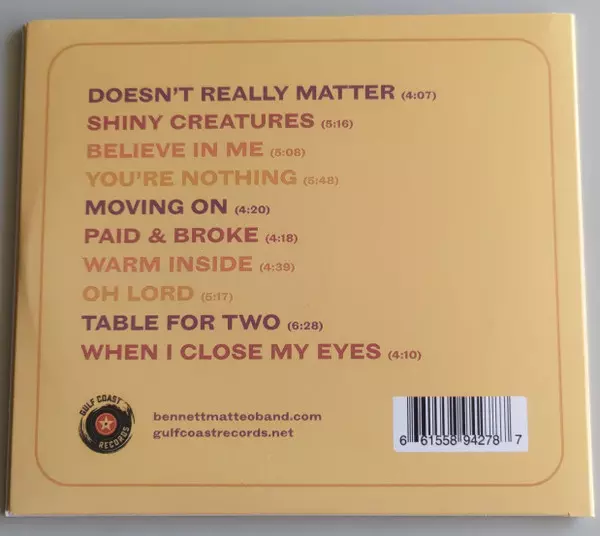 DOESN'T REALLY MATTER (4:07)
SHINY CREATURES (5:16)
BELIEVE IN ME (5:08)
YOU'RE NOTHING (5:48)
MOVING ON (4:20)
PAID & BROKE (4:18)
WARM INSIDE (4:39)
OH LORD (5:17)
TABLE FOR TWO (6:28)
WHEN I CLOSE MY EYES (4:10)
GULF COAST
RECORDS
bennettmatteoband.com
gulfcoastrecords.net
6 61558 94278 7